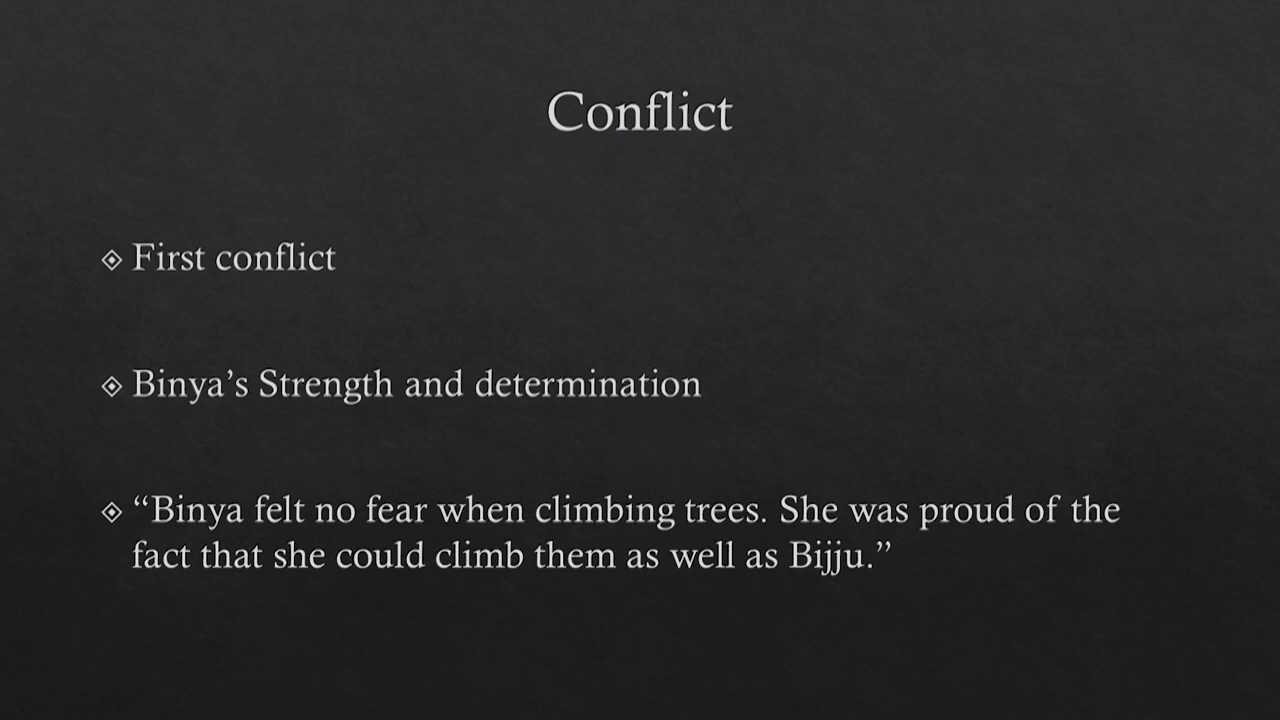 Conflict
First conflict
Binya’s Strength and determination
“Binya felt no fear when climbing trees. She was proud of the
fact that she could climb them as well as Bijju.”